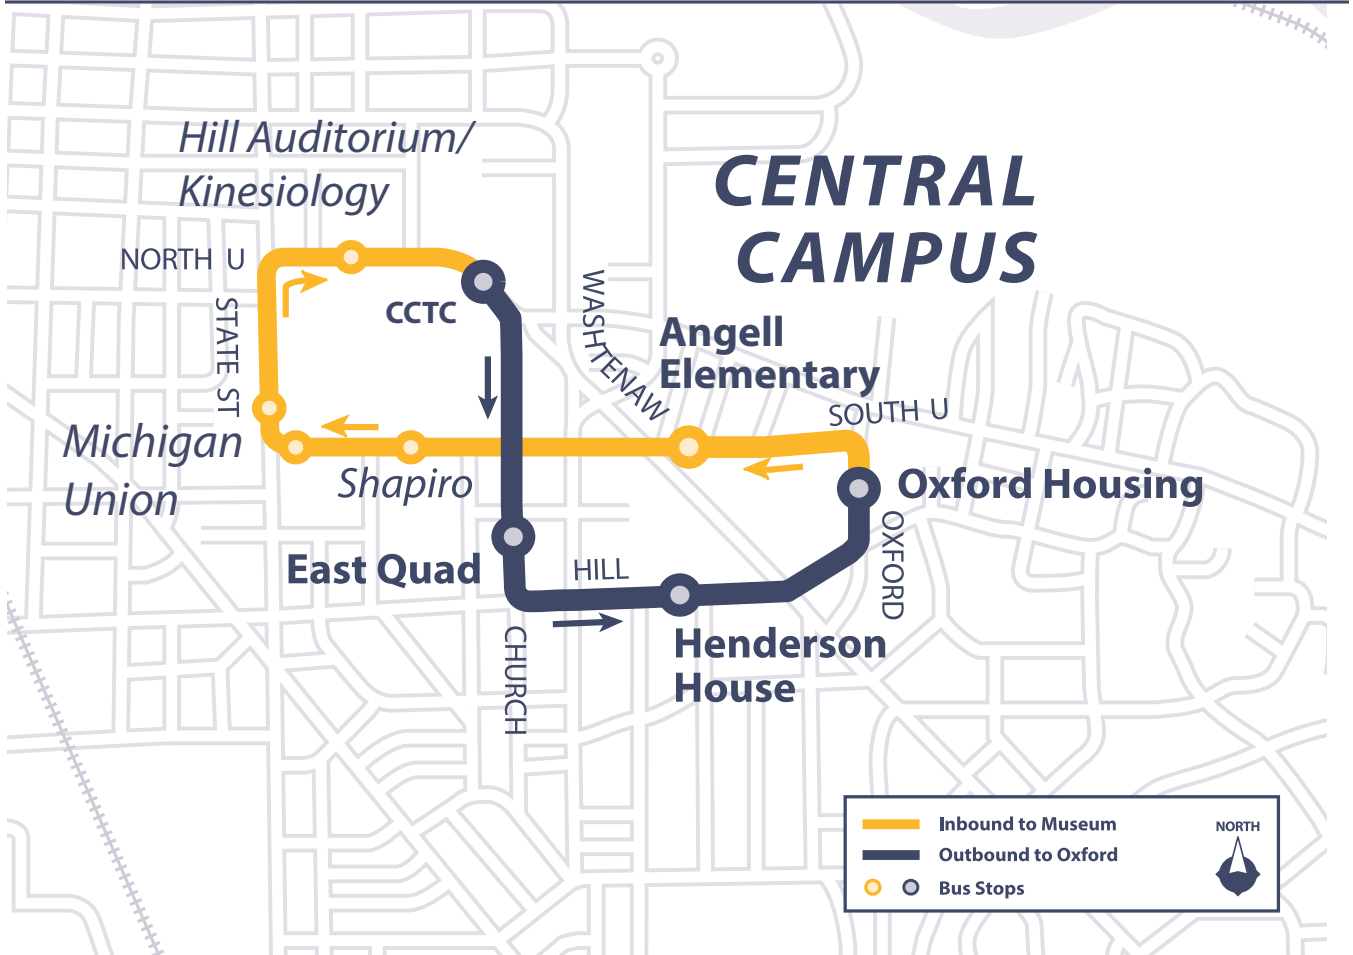 Hill Auditorium/
Kinesiology
CENTRAL
CAMPUS
NORTH U
STATE ST
CCTC
WASHTENAW
Angell
Elementary
SOUTH U
Michigan
Union
Shapiro
Oxford Housing
OXFORD
East Quad
HILL
CHURCH
Henderson
House
Inbound to Museum
Outbound to Oxford
Bus Stops
NORTH